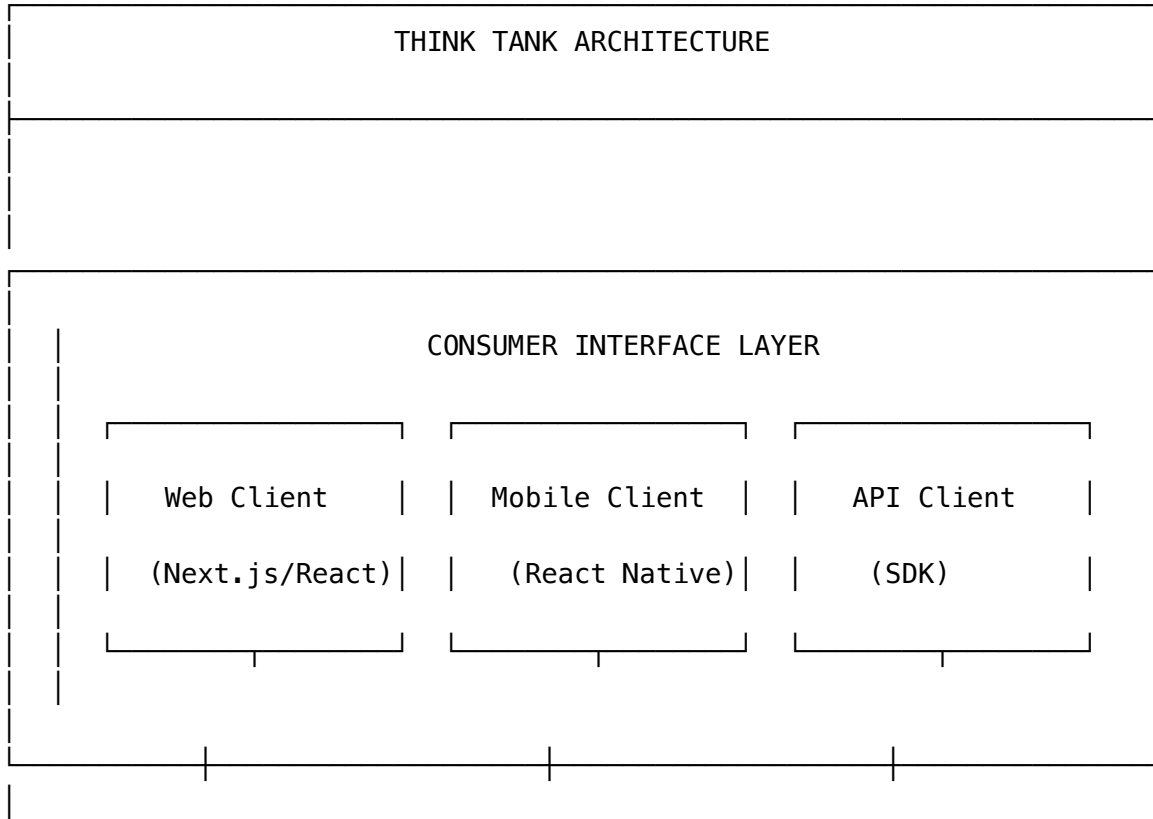 THINK TANK ARCHITECTURE
CONSUMER INTERFACE LAYER
Web Client Mobile Client API Client
(Next.js/React) (React Native) (SDK)